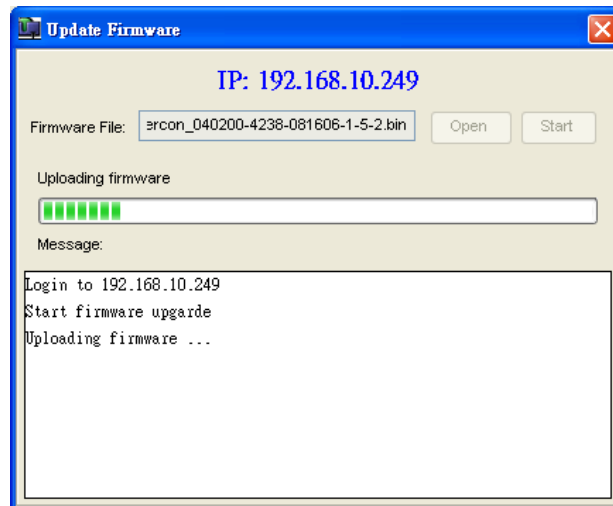 Update Firmware
IP: 192.168.10.249
Firmware File: ercon_040200-4238-081606-1-5-2.bin Open Start
Uploading firmware
Message:
Login to 192.168.10.249
Start firmware upgarde
Uploading firmware ...